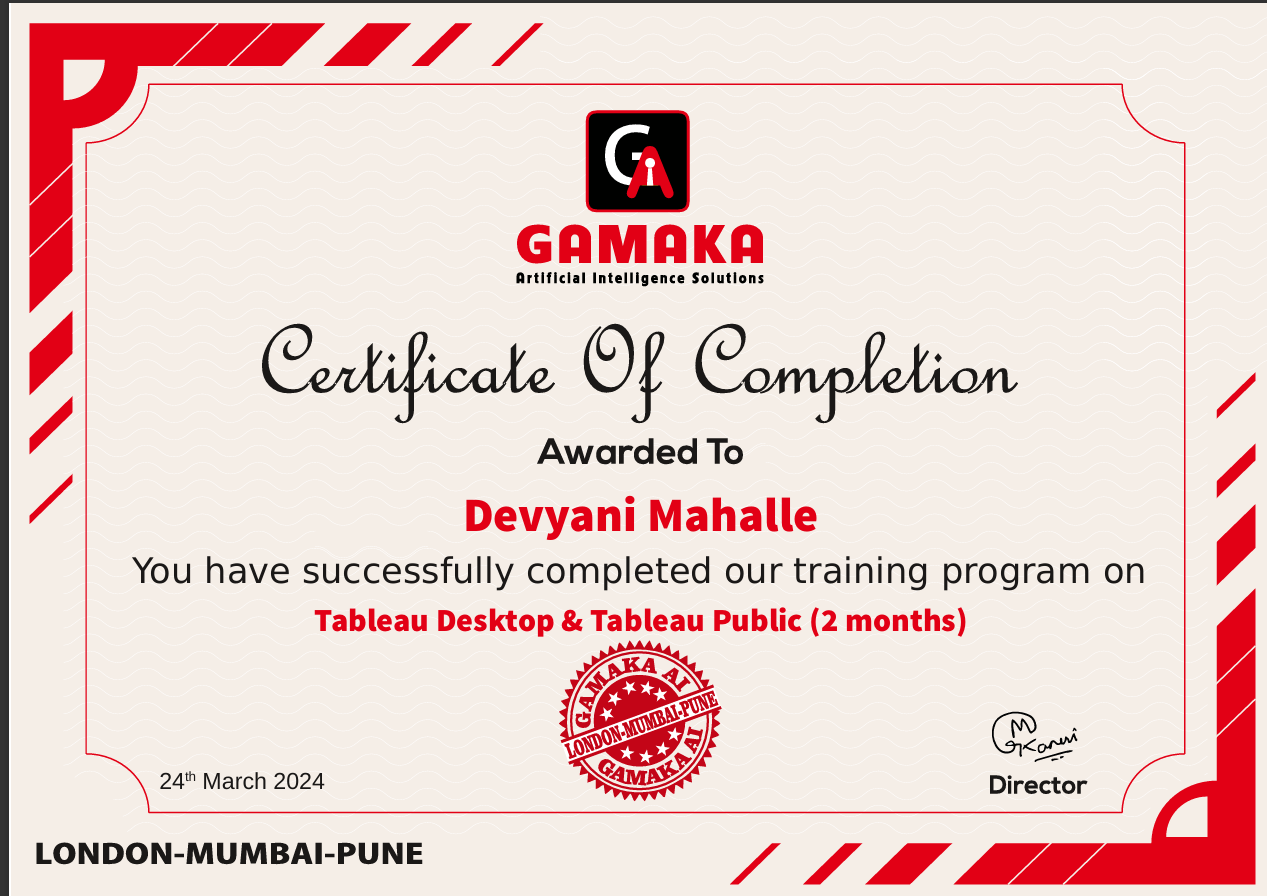 GA
GAMAKA
Artificial Intelligence Solutions
Certificate Of Completion
Awarded To
Devyani Mahalle
You have successfully completed our training program on
Tableau Desktop & Tableau Public (2 months)
GAMAKA AI
LONDON-MUMBAI-PUNE
GAMAKA AI
24th March 2024
Director
LONDON-MUMBAI-PUNE